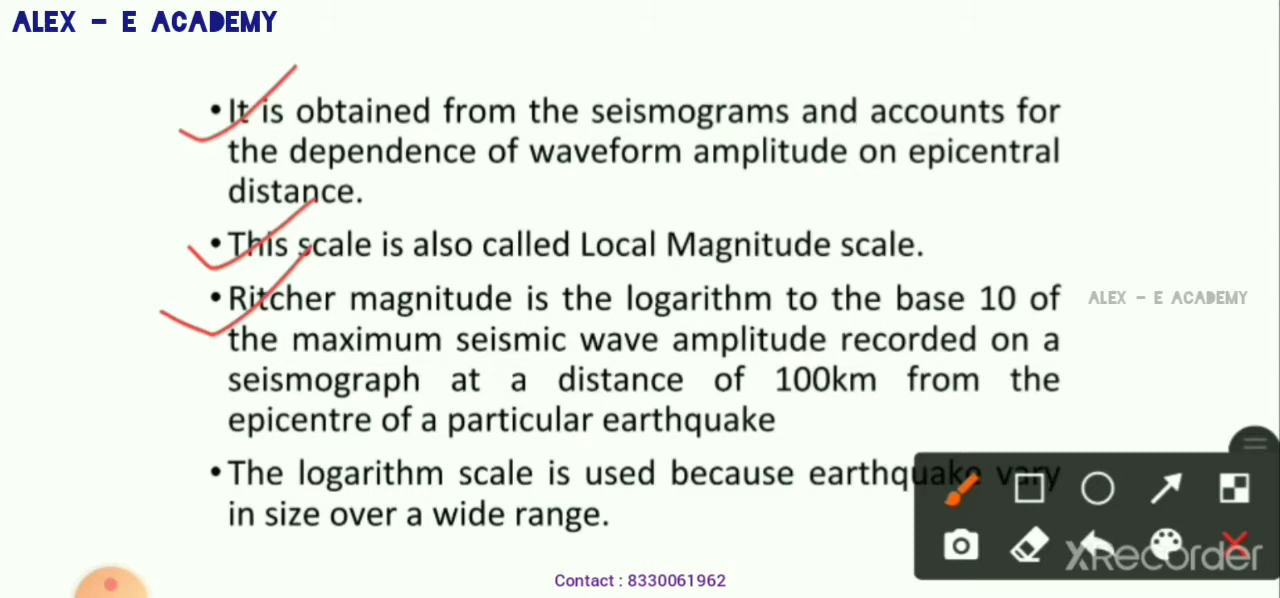 ALEX - E ACADEMY
• It is obtained from the seismograms and accounts for
the dependence of waveform amplitude on epicentral
distance.
• This scale is also called Local Magnitude scale.
• Ritcher magnitude is the logarithm to the base 10 of
ALEX - E ACADEMY
the maximum seismic wave amplitude recorded on a
seismograph at a distance of 100km from the
epicentre of a particular earthquake
• The logarithm scale is used because earthquake vary
in size over a wide range.
XRecorder
Contact : 8330061962